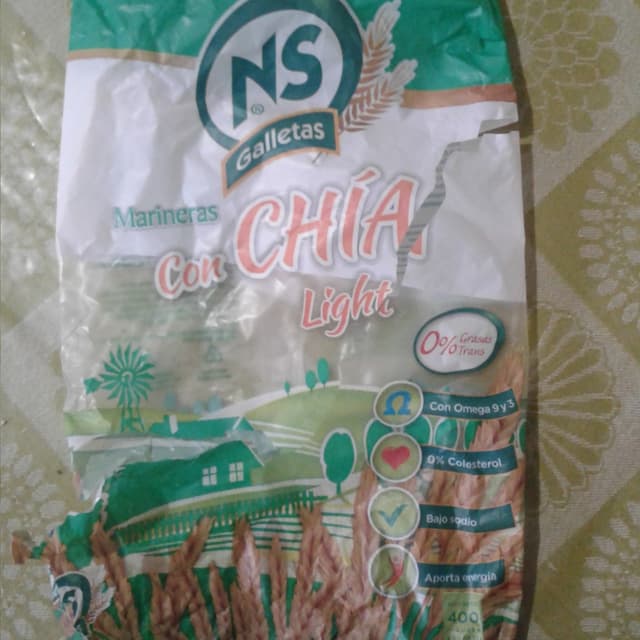 NS
®
Galletas
Marineras
Con CHÍA
Light
0% Grasas
Trans
Con Omega 9 y 3
0% Colesterol
Bajo sodio
Aporta energía
400